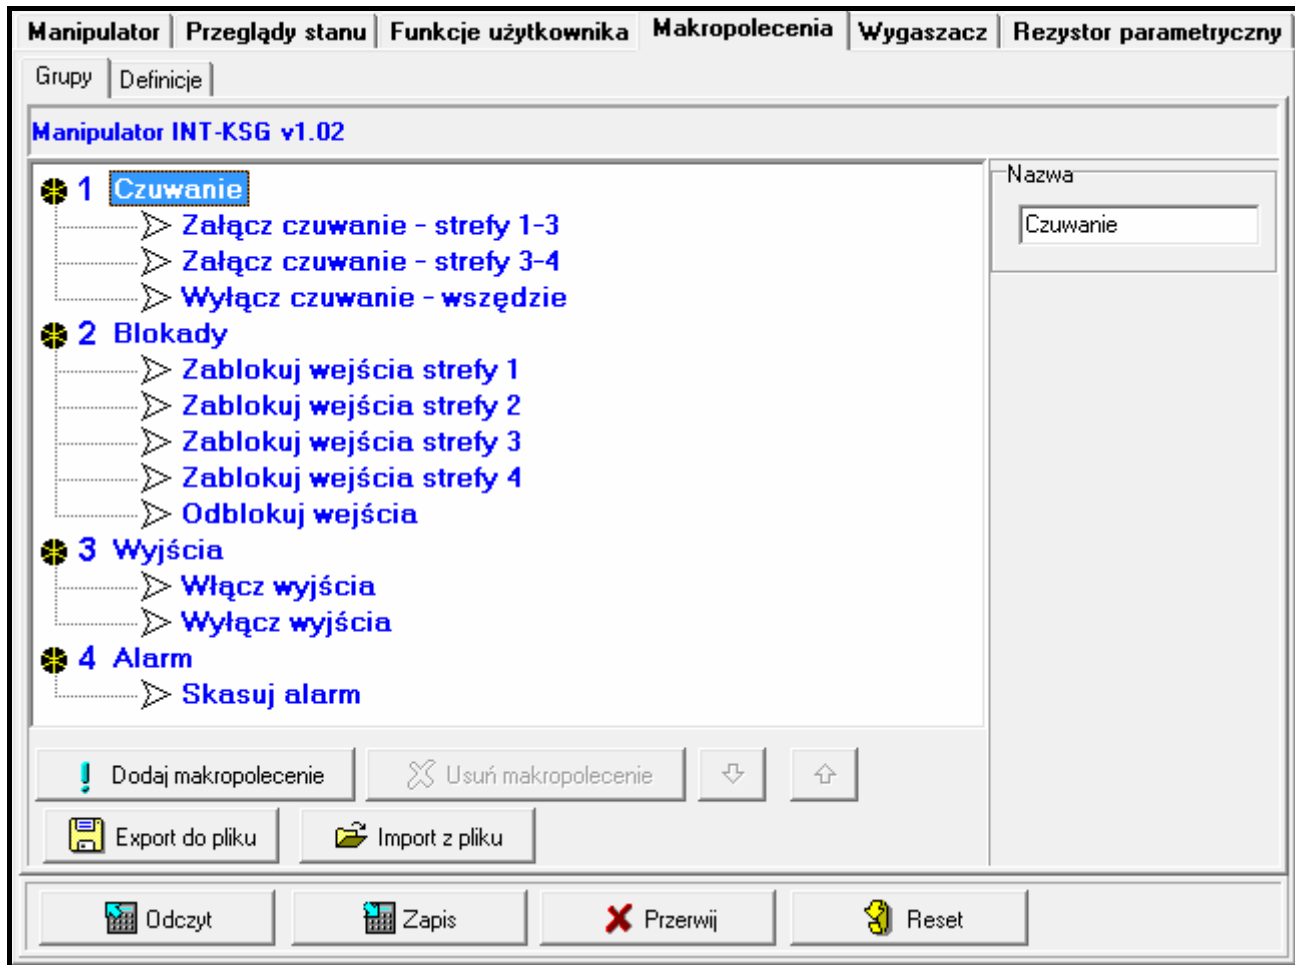 Manipulator Przeglądy stanu Funkcje użytkownika Makropolecenia Wygaszacz Rezystor parametryczny
Grupy Definicje
Manipulator INT-KSG v1.02
1 Czuwanie
Załącz czuwanie - strefy 1-3
Załącz czuwanie - strefy 3-4
Wyłącz czuwanie - wszędzie
2 Blokady
Zablokuj wejścia strefy 1
Zablokuj wejścia strefy 2
Zablokuj wejścia strefy 3
Zablokuj wejścia strefy 4
Odblokuj wejścia
3 Wyjścia
Włącz wyjścia
Wyłącz wyjścia
4 Alarm
Skasuj alarm
Nazwa
Czuwanie
Dodaj makropolecenie Usuń makropolecenie
Export do pliku Import z pliku
Odczyt Zapis Przerwij Reset